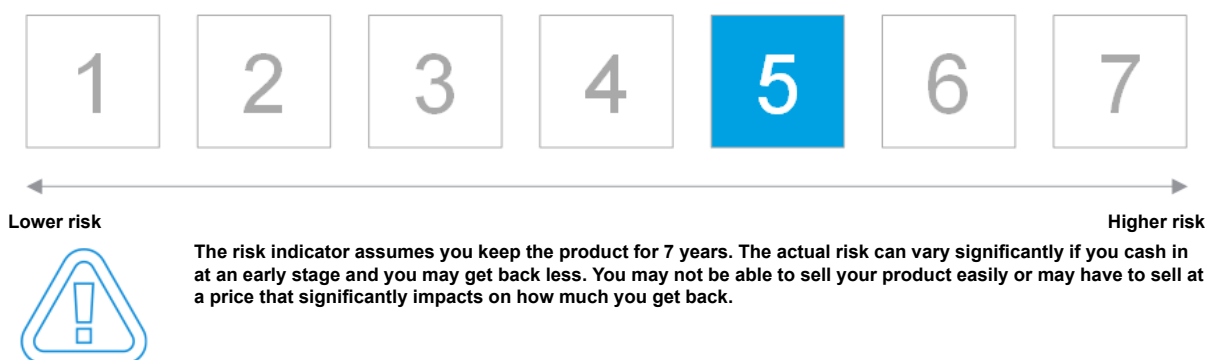 1 2 3 4 5 6 7
Lower risk Higher risk
The risk indicator assumes you keep the product for 7 years. The actual risk can vary significantly if you cash in
at an early stage and you may get back less. You may not be able to sell your product easily or may have to sell at
a price that significantly impacts on how much you get back.